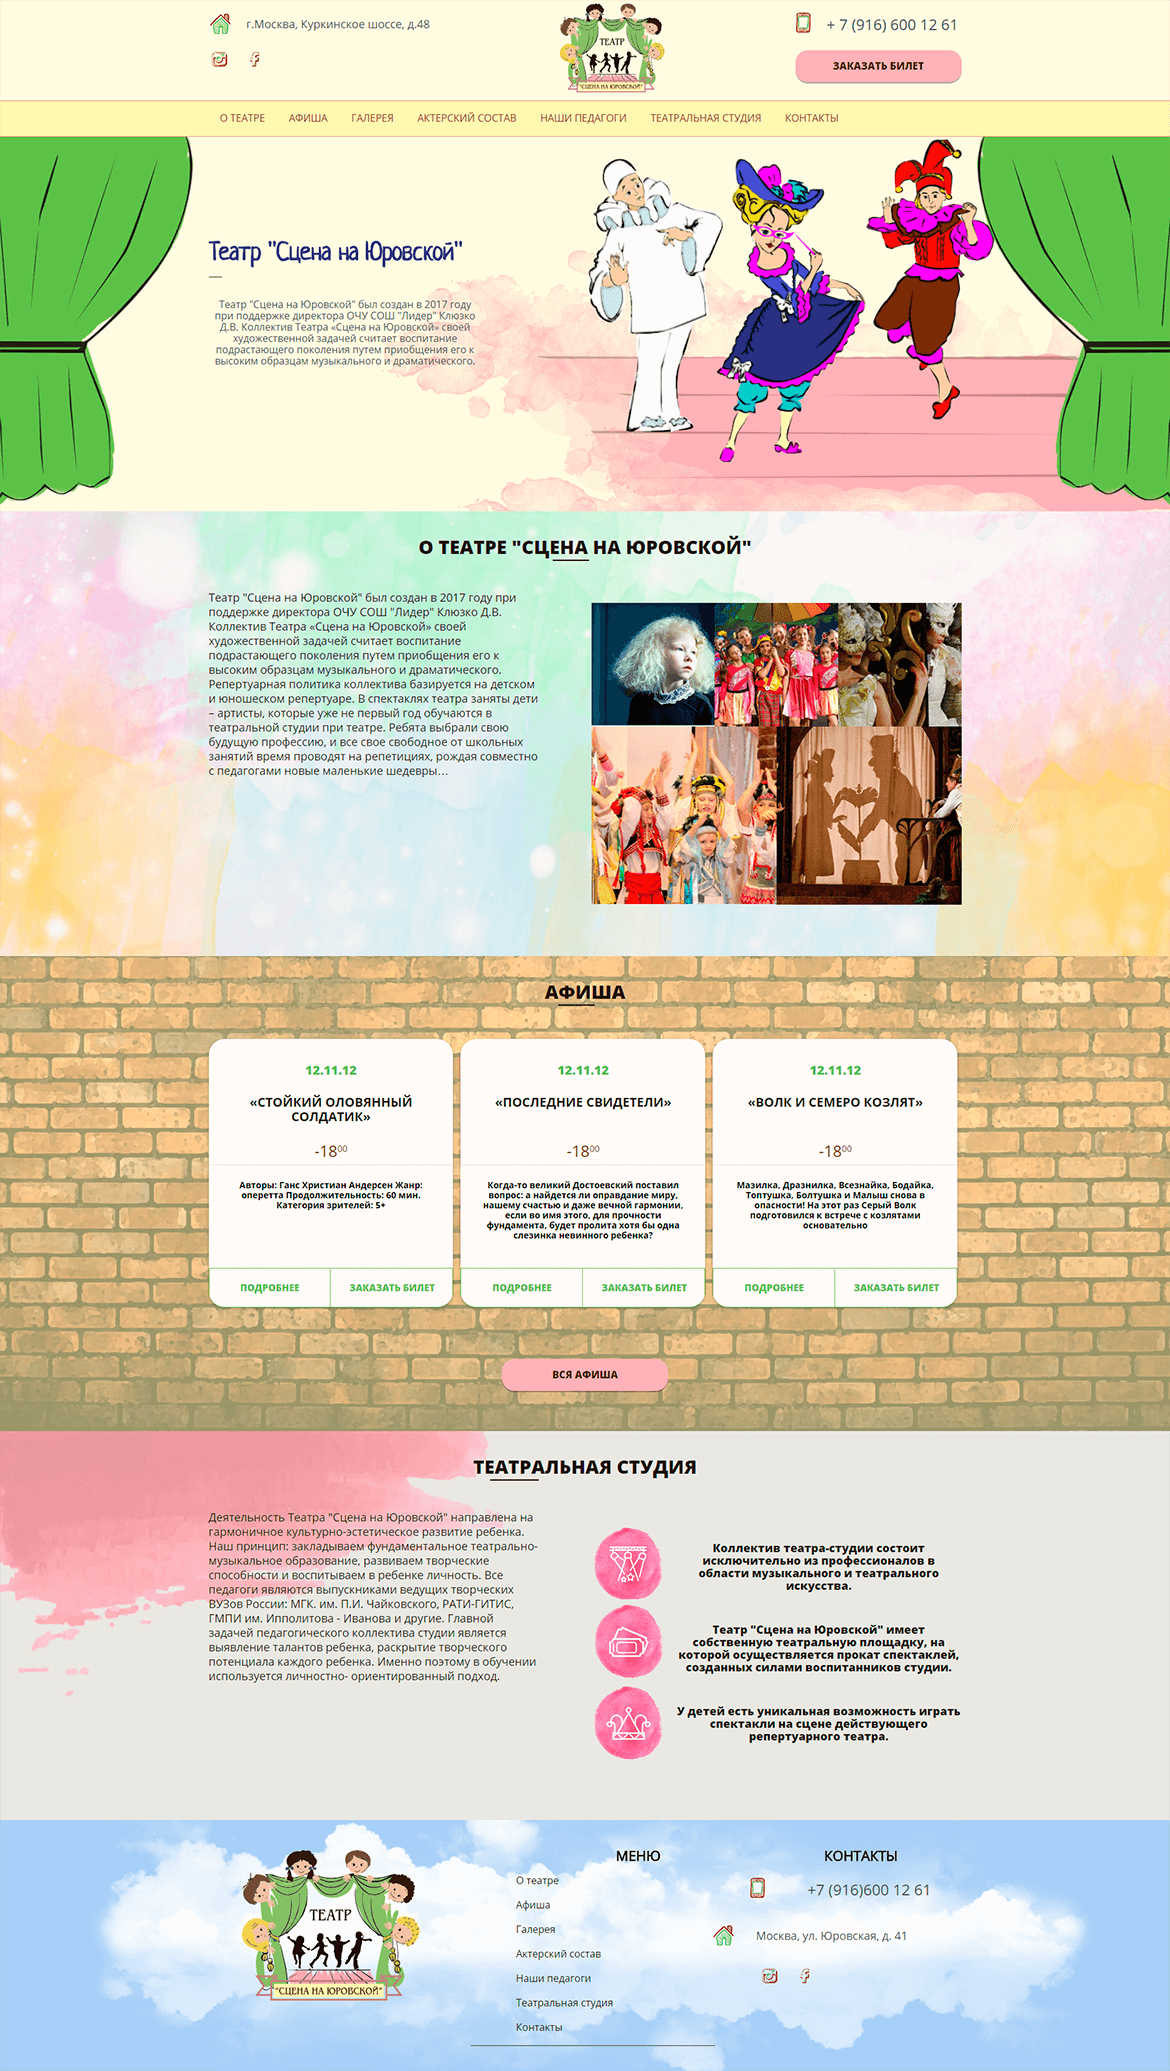 г.Москва, Куркинское шоссе, д.48
ТЕАТР
"СЦЕНА НА ЮРОВСКОЙ"
+ 7 (916) 600 12 61
ЗАКАЗАТЬ БИЛЕТ
О ТЕАТРЕ АФИША ГАЛЕРЕЯ АКТЕРСКИЙ СОСТАВ НАШИ ПЕДАГОГИ ТЕАТРАЛЬНАЯ СТУДИЯ КОНТАКТЫ
Театр "Сцена на Юровской"
Театр "Сцена на Юровской" был создан в 2017 году
при поддержке директора ОЧУ СОШ "Лидер" Клюзко
Д.В. Коллектив Театра «Сцена на Юровской» своей
художественной задачей считает воспитание
подрастающего поколения путем приобщения его к
высоким образцам музыкального и драматического.
О ТЕАТРЕ "СЦЕНА НА ЮРОВСКОЙ"
Театр "Сцена на Юровской" был создан в 2017 году при
поддержке директора ОЧУ СОШ "Лидер" Клюзко Д.В.
Коллектив Театра «Сцена на Юровской» своей
художественной задачей считает воспитание
подрастающего поколения путем приобщения его к
высоким образцам музыкального и драматического.
Репертуарная политика коллектива базируется на детском
и юношеском репертуаре. В спектаклях театра заняты дети
– артисты, которые уже не первый год обучаются в
театральной студии при театре. Ребята выбрали свою
будущую профессию, и все свое свободное от школьных
занятий время проводят на репетициях, рождая совместно
с педагогами новые маленькие шедевры…
АФИША
12.11.12
«СТОЙКИЙ ОЛОВЯННЫЙ
СОЛДАТИК»
-1800
Авторы: Ганс Христиан Андерсен Жанр:
оперетта Продолжительность: 60 мин.
Категория зрителей: 5+
ПОДРОБНЕЕ ЗАКАЗАТЬ БИЛЕТ
12.11.12
«ПОСЛЕДНИЕ СВИДЕТЕЛИ»
-1800
Когда-то великий Достоевский поставил
вопрос: а найдется ли оправдание миру,
нашему счастью и даже вечной гармонии,
если во имя этого, для прочности
фундамента, будет пролита хотя бы одна
слезинка невинного ребенка?
ПОДРОБНЕЕ ЗАКАЗАТЬ БИЛЕТ
12.11.12
«ВОЛК И СЕМЕРО КОЗЛЯТ»
-1800
Мазилка, Дразнилка, Всезнайка, Бодайка,
Топтушка, Болтушка и Малыш снова в
опасности! На этот раз Серый Волк
подготовился к встрече с козлятами
основательно
ПОДРОБНЕЕ ЗАКАЗАТЬ БИЛЕТ
ВСЯ АФИША
ТЕАТРАЛЬНАЯ СТУДИЯ
Деятельность Театра "Сцена на Юровской" направлена на
гармоничное культурно-эстетическое развитие ребенка.
Наш принцип: закладываем фундаментальное театрально-
музыкальное образование, развиваем творческие
способности и воспитываем в ребенке личность. Все
педагоги являются выпускниками ведущих творческих
ВУЗов России: МГК. им. П.И. Чайковского, РАТИ-ГИТИС,
ГМПИ им. Ипполитова - Иванова и другие. Главной
задачей педагогического коллектива студии является
выявление талантов ребенка, раскрытие творческого
потенциала каждого ребенка. Именно поэтому в обучении
используется личностно- ориентированный подход.
Коллектив театра-студии состоит
исключительно из профессионалов в
области музыкального и театрального
искусства.
Театр "Сцена на Юровской" имеет
собственную театральную площадку, на
которой осуществляется прокат спектаклей,
созданных силами воспитанников студии.
У детей есть уникальная возможность играть
спектакли на сцене действующего
репертуарного театра.
ТЕАТР
"СЦЕНА НА ЮРОВСКОЙ"
МЕНЮ
О театре
Афиша
Галерея
Актерский состав
Наши педагоги
Театральная студия
Контакты
КОНТАКТЫ
+7 (916)600 12 61
Москва, ул. Юровская, д. 41